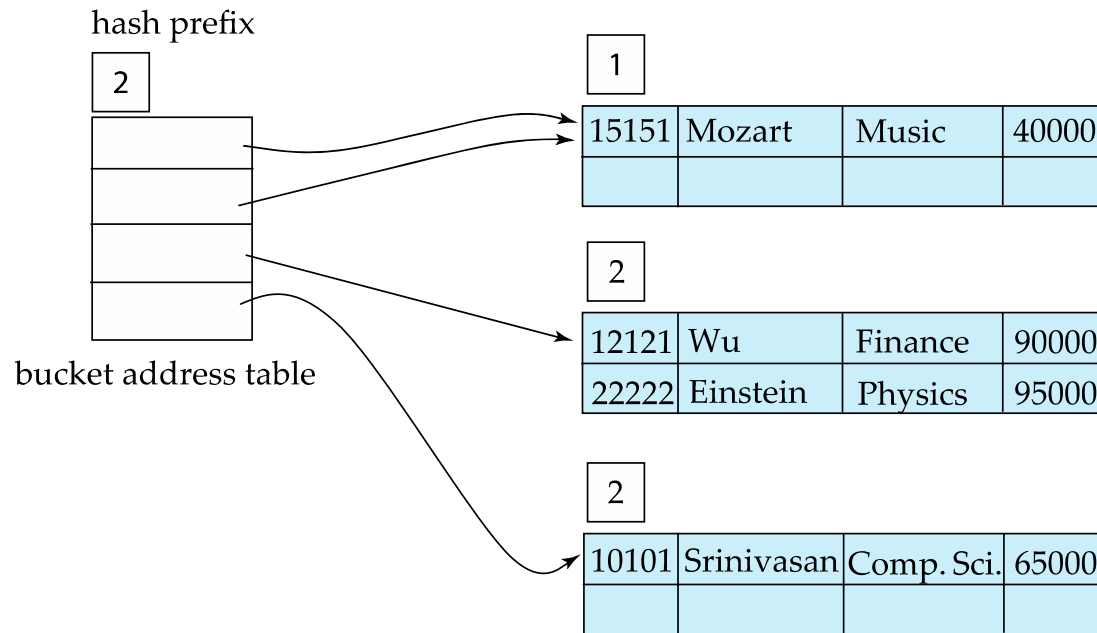 hash prefix
2
bucket address table
1
15151 Mozart Music 40000
2
12121 Wu Finance 90000
22222 Einstein Physics 95000
2
10101 Srinivasan Comp. Sci. 65000